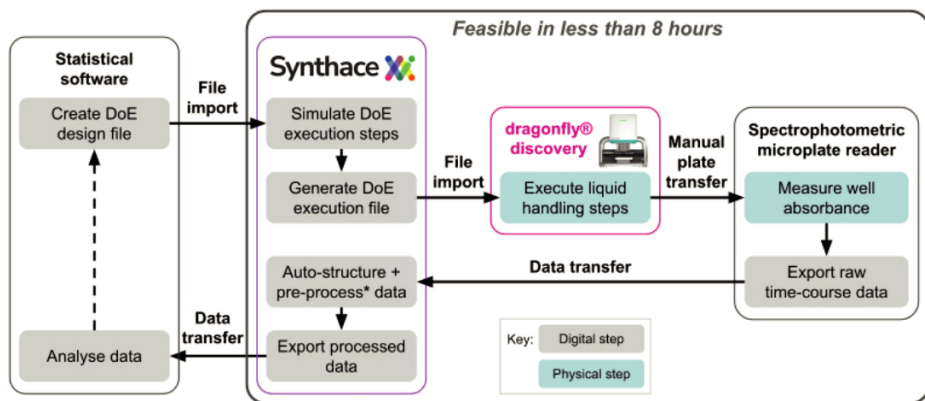 Feasible in less than 8 hours
Statistical
software
Create DoE
design file
Analyse data
File
import
Synthace
Simulate DoE
execution steps
Generate DoE
execution file
Auto-structure +
pre-process* data
Export processed
data
Data
transfer
File
import
dragonfly®
discovery
Execute liquid
handling steps
Manual
plate
transfer
Spectrophotometric
microplate reader
Measure well
absorbance
Export raw
time-course data
Data transfer
Key:
Digital step
Physical step